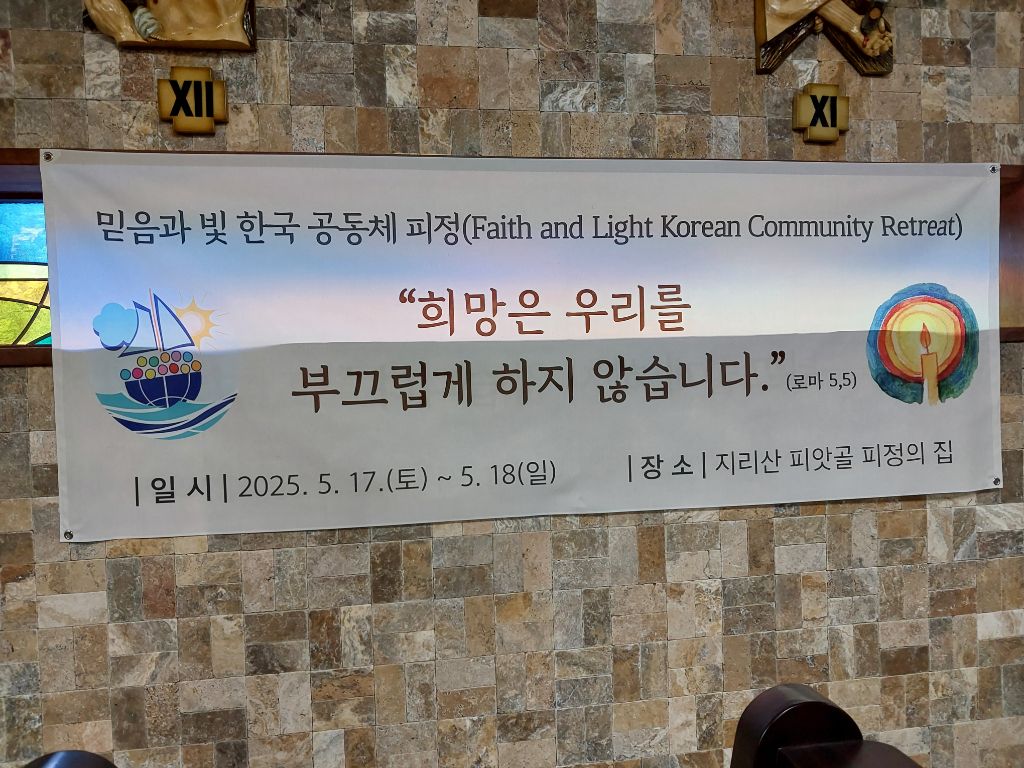 XII
XI
믿음과 빛 한국 공동체 피정(Faith and Light Korean Community Retreat)
“희망은 우리를
부끄럽게 하지 않습니다.” (로마 5,5)
| 일 시 | 2025. 5. 17.(토) ~ 5. 18(일)
| 장 소 | 지리산 피앗골 피정의 집